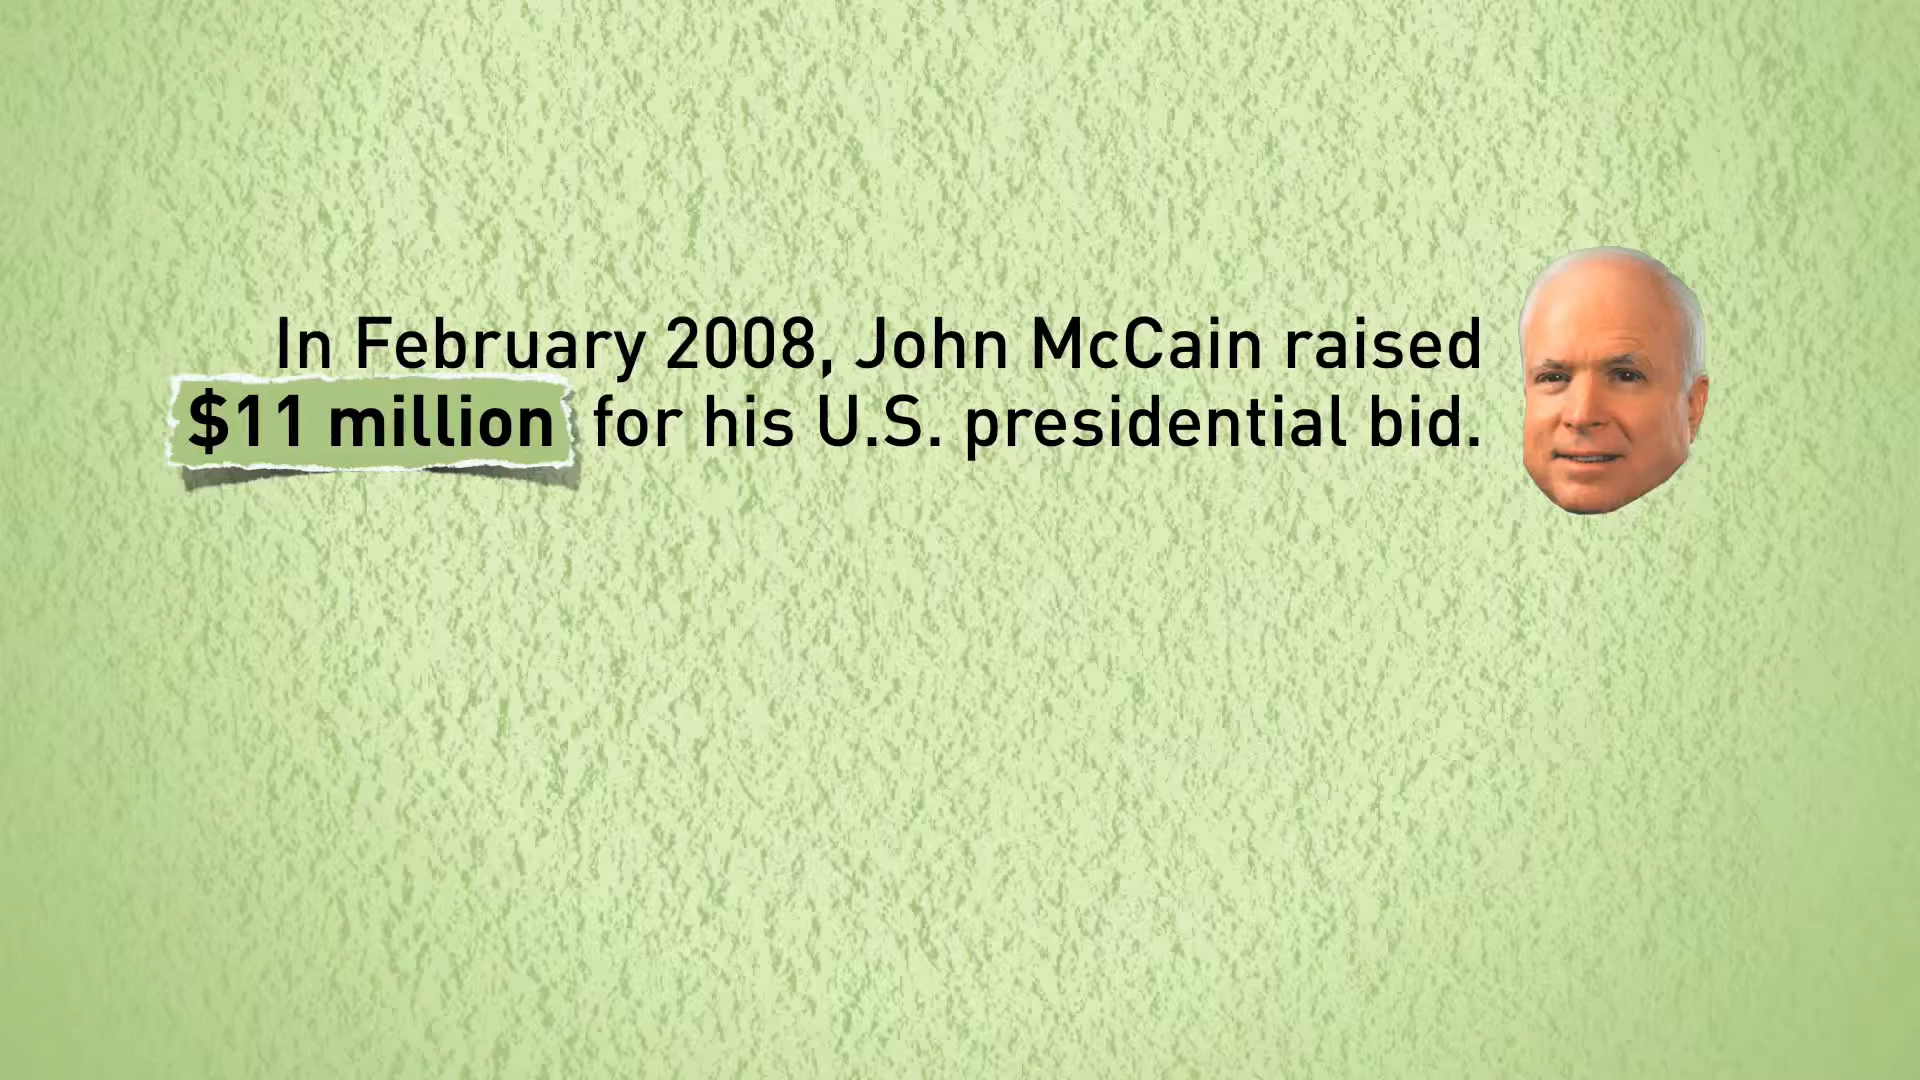 In February 2008, John McCain raised
$11 million for his U.S. presidential bid.